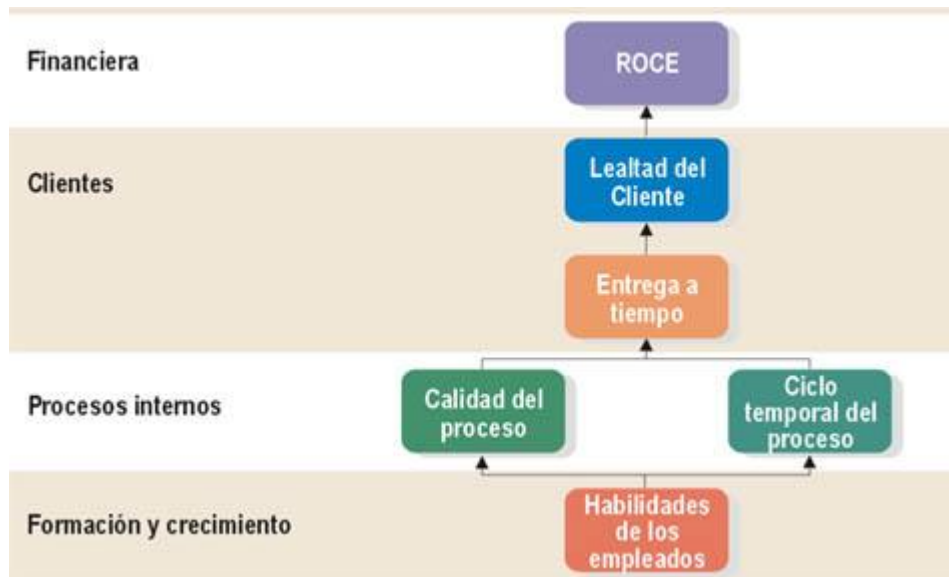 Financiera
ROCE
Clientes
Lealtad del
Cliente
Entrega a
tiempo
Procesos internos
Calidad del
proceso
Ciclo
temporal del
proceso
Formación y crecimiento
Habilidades
de los
empleados